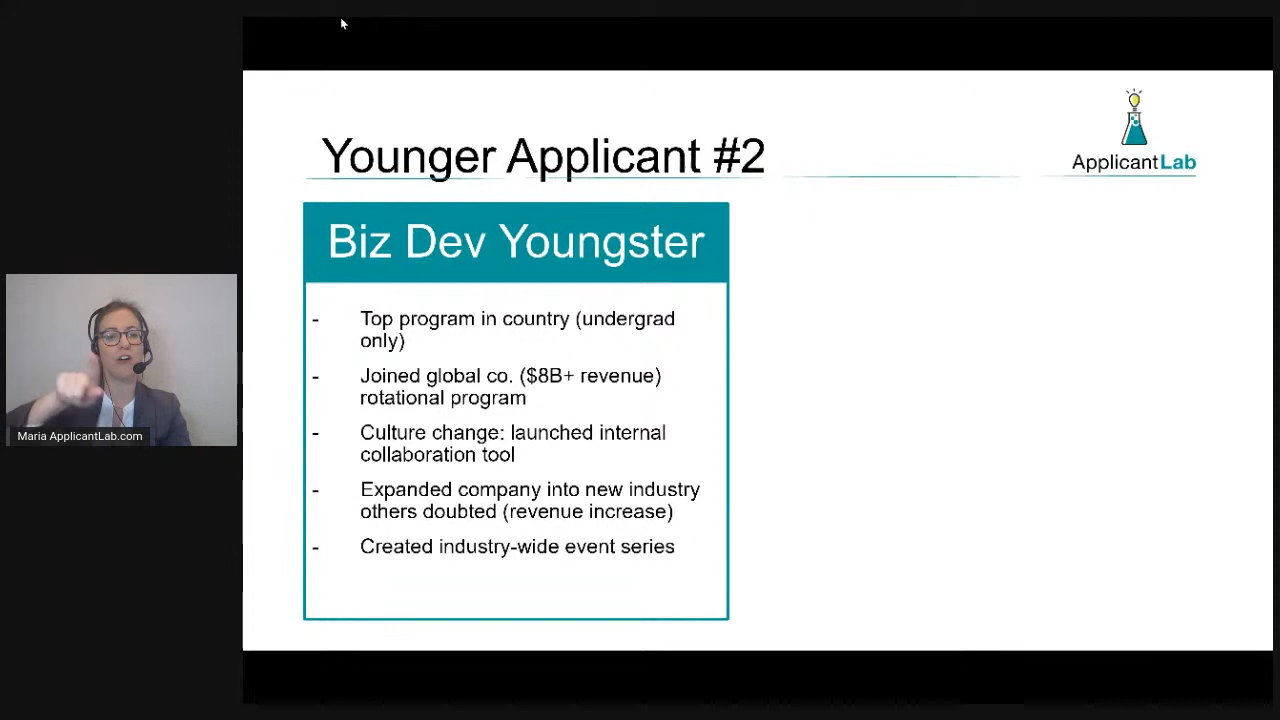 Younger Applicant #2
ApplicantLab
Biz Dev Youngster
- Top program in country (undergrad
only)
- Joined global co. ($8B+ revenue)
rotational program
- Culture change: launched internal
collaboration tool
- Expanded company into new industry
others doubted (revenue increase)
- Created industry-wide event series
Maria ApplicantLab.com